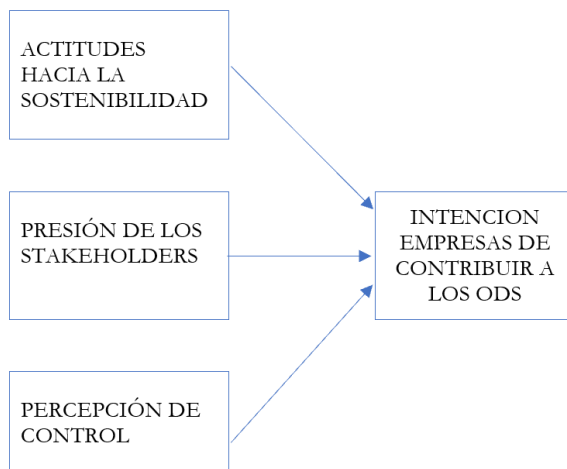 ACTITUDES
HACIA LA
SOSTENIBILIDAD
PRESIÓN DE LOS
STAKEHOLDERS
INTENCION
EMPRESAS DE
CONTRIBUIR A
LOS ODS
PERCEPCIÓN DE
CONTROL